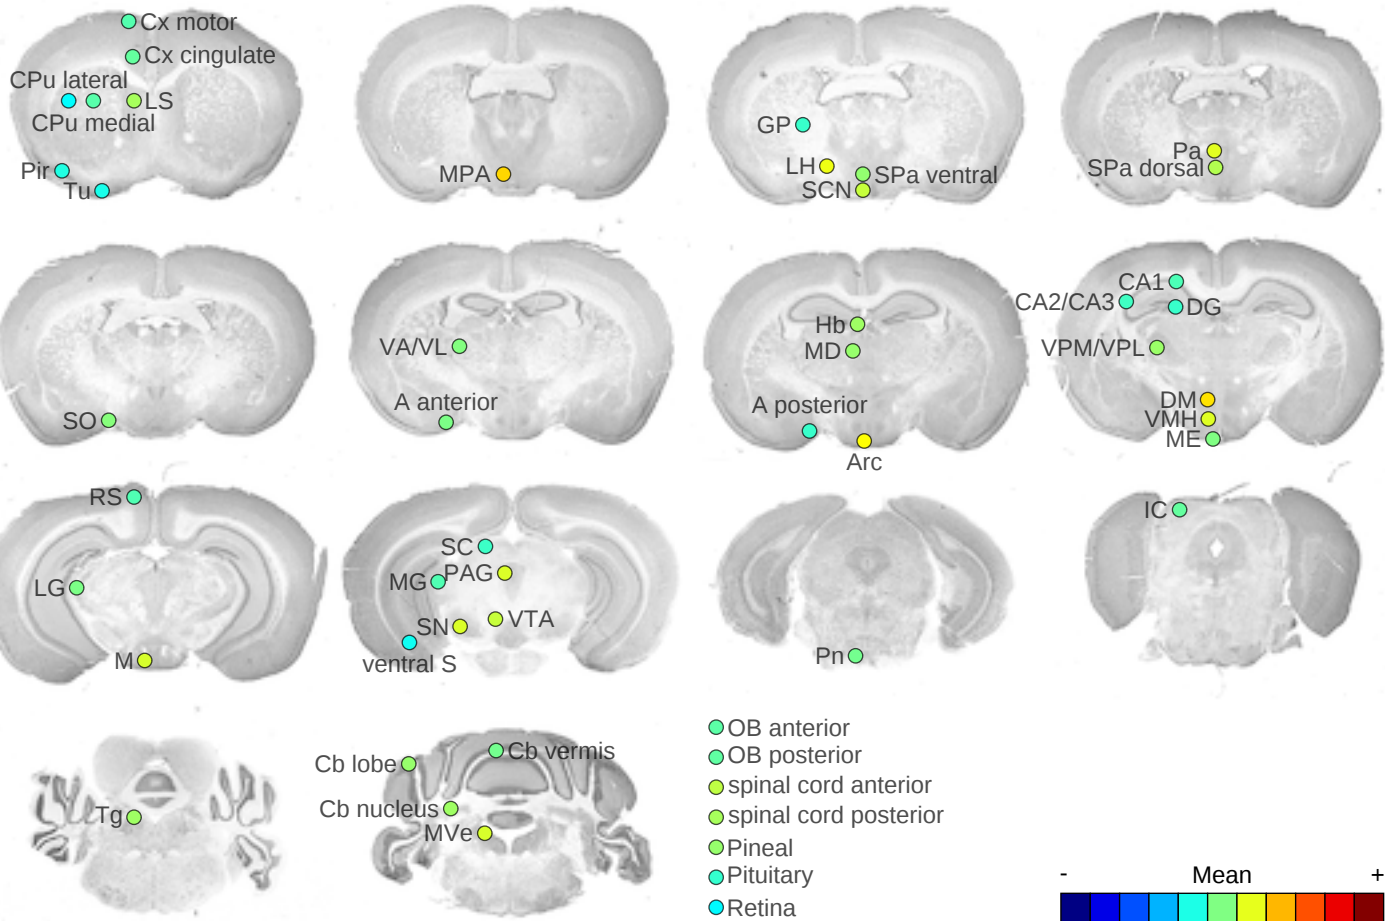 Cx motor
Cx cingulate
CPu lateral
LS
CPu medial
Pir
Tu
MPA
GP
LH
SPa ventral
SCN
Pa
SPa dorsal
SO
VA/VL
A anterior
Hb
MD
A posterior
Arc
CA1
CA2/CA3
DG
VPM/VPL
DM
VMH
ME
RS
LG
M
SC
MG
PAG
SN
VTA
ventral S
Pn
IC
Tg
Cb lobe
Cb vermis
Cb nucleus
MVe
OB anterior
OB posterior
spinal cord anterior
spinal cord posterior
Pineal
Pituitary
Retina
- Mean +